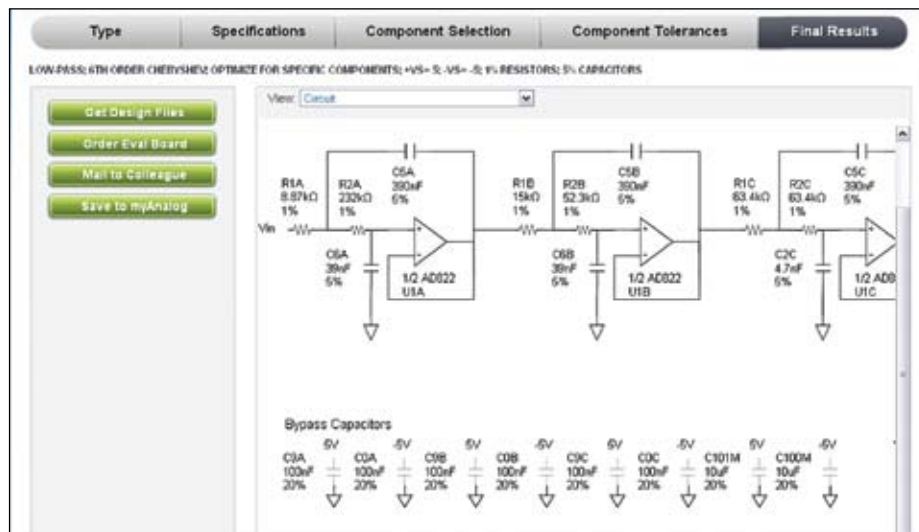 Type Specifications Component Selection Component Tolerances Final Results
LOW-PASS; 6TH ORDER CHEBYSHEV; OPTIMIZE FOR SPECIFIC COMPONENTS; +VS= 5; -VS= -5; 1% RESISTORS; 5% CAPACITORS
Get Design Files
Order Eval Board
Mail to Colleague
Save to myAnalog
View: Circuit
C5A
390nF
5%
R1A
8.87kΩ
1%
R2A
232kΩ
1%
Vin
C6A
39nF
5%
1/2 AD822
U1A
C5B
390nF
5%
R1B
15kΩ
1%
R2B
52.3kΩ
1%
C6B
39nF
5%
1/2 AD822
U1B
C5C
390nF
5%
R1C
63.4kΩ
1%
R2C
63.4kΩ
1%
C2C
4.7nF
5%
1/2 AD8
U1C
Bypass Capacitors
5V -5V 5V -5V 5V -5V 5V -5V
C9A
100nF
20%
100nF
20%
C9B
100nF
20%
100nF
20%
C9C
100nF
20%
100nF
20%
C101M
10uF
20%
C100M
10uF
20%